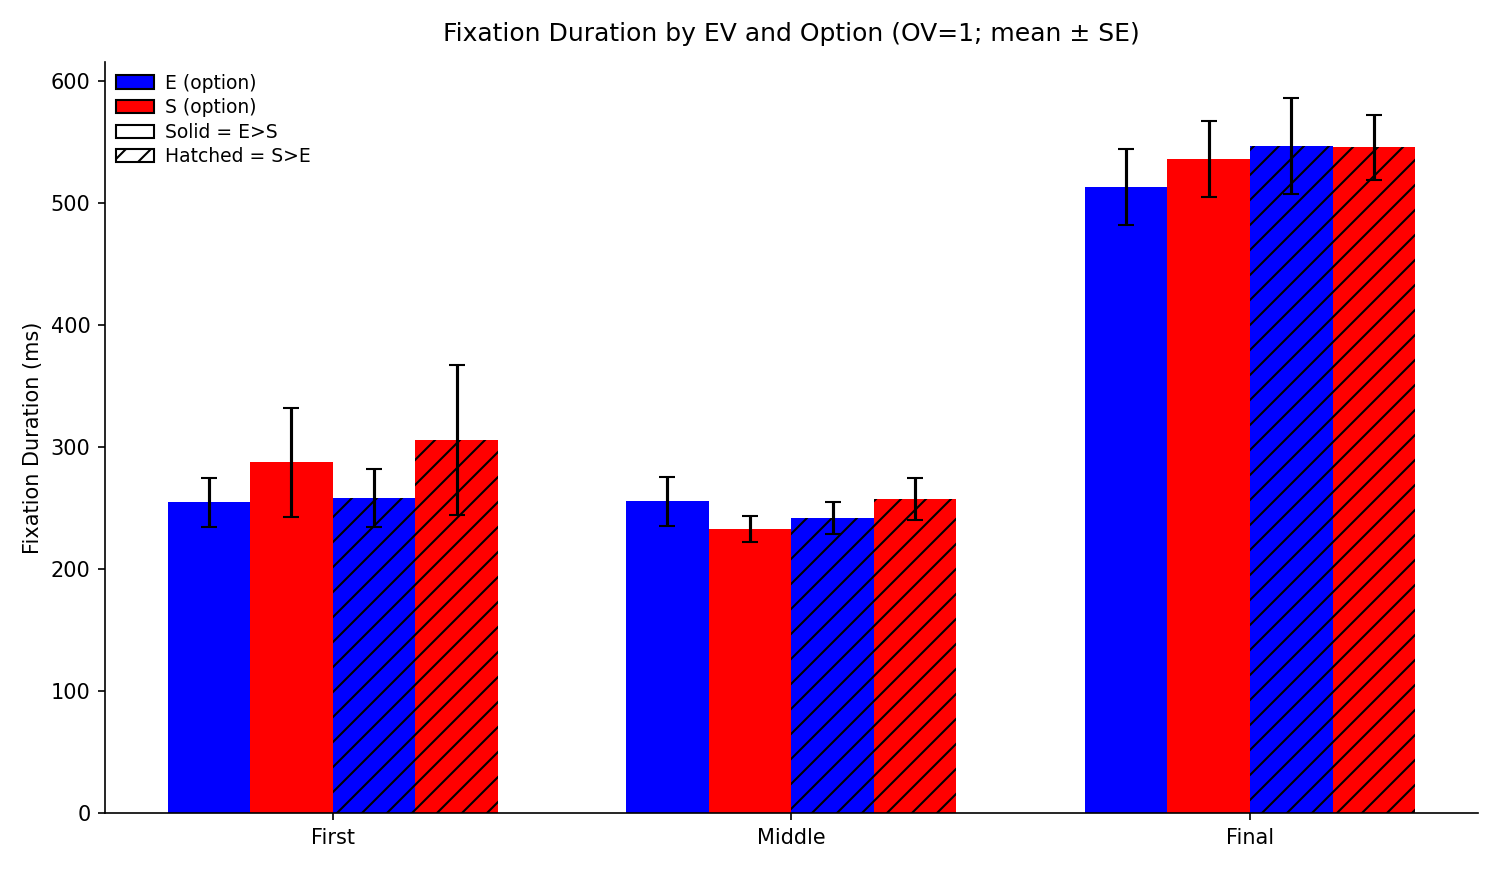 Fixation Duration by EV and Option (OV=1; mean ± SE)
E (option)
S (option)
Solid = E>S
Hatched = S>E
Fixation Duration (ms)
600
500
400
300
200
100
0
First
Middle
Final